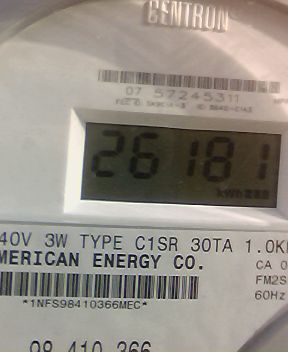 CENTRON
07 57245311
26181
kWh
40V 3W TYPE C1SR 30TA 1.0K
MERICAN ENERGY CO.
CA 0
FM2S
60Hz
*1NFS98410366MEC*
98 410 366